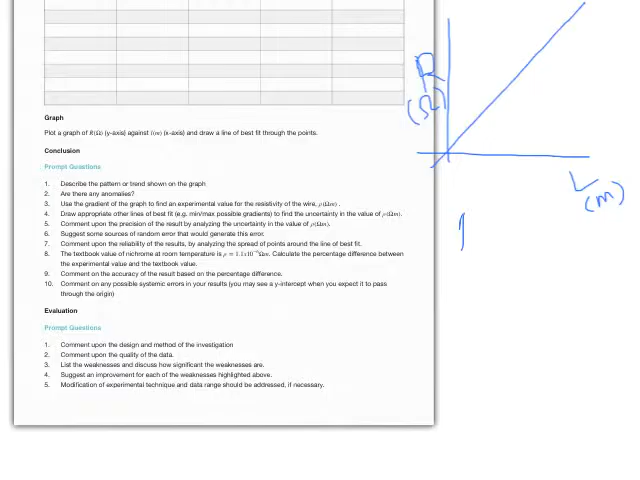 Graph
Plot a graph of R(Ω) (y-axis) against l(m) (x-axis) and draw a line of best fit through the points.
Conclusion
Prompt Questions
1. Describe the pattern or trend shown on the graph
2. Are there any anomalies?
3. Use the gradient of the graph to find an experimental value for the resistivity of the wire, ρ(Ωm) .
4. Draw appropriate other lines of best fit (e.g. min/max possible gradients) to find the uncertainty in the value of ρ(Ωm).
5. Comment upon the precision of the result by analyzing the uncertainty in the value of ρ(Ωm).
6. Suggest some sources of random error that would generate this error.
7. Comment upon the reliability of the results, by analyzing the spread of points around the line of best fit.
8. The textbook value of nichrome at room temperature is ρ = 1.1x10⁻⁶Ωm. Calculate the percentage difference between
the experimental value and the textbook value.
9. Comment on the accuracy of the result based on the percentage difference.
10. Comment on any possible systemic errors in your results (you may see a y-intercept when you expect it to pass
through the origin)
Evaluation
Prompt Questions
1. Comment upon the design and method of the investigation
2. Comment upon the quality of the data.
3. List the weaknesses and discuss how significant the weaknesses are.
4. Suggest an improvement for each of the weaknesses highlighted above.
5. Modification of experimental technique and data range should be addressed, if necessary.
R
(Ω)
L
(m)